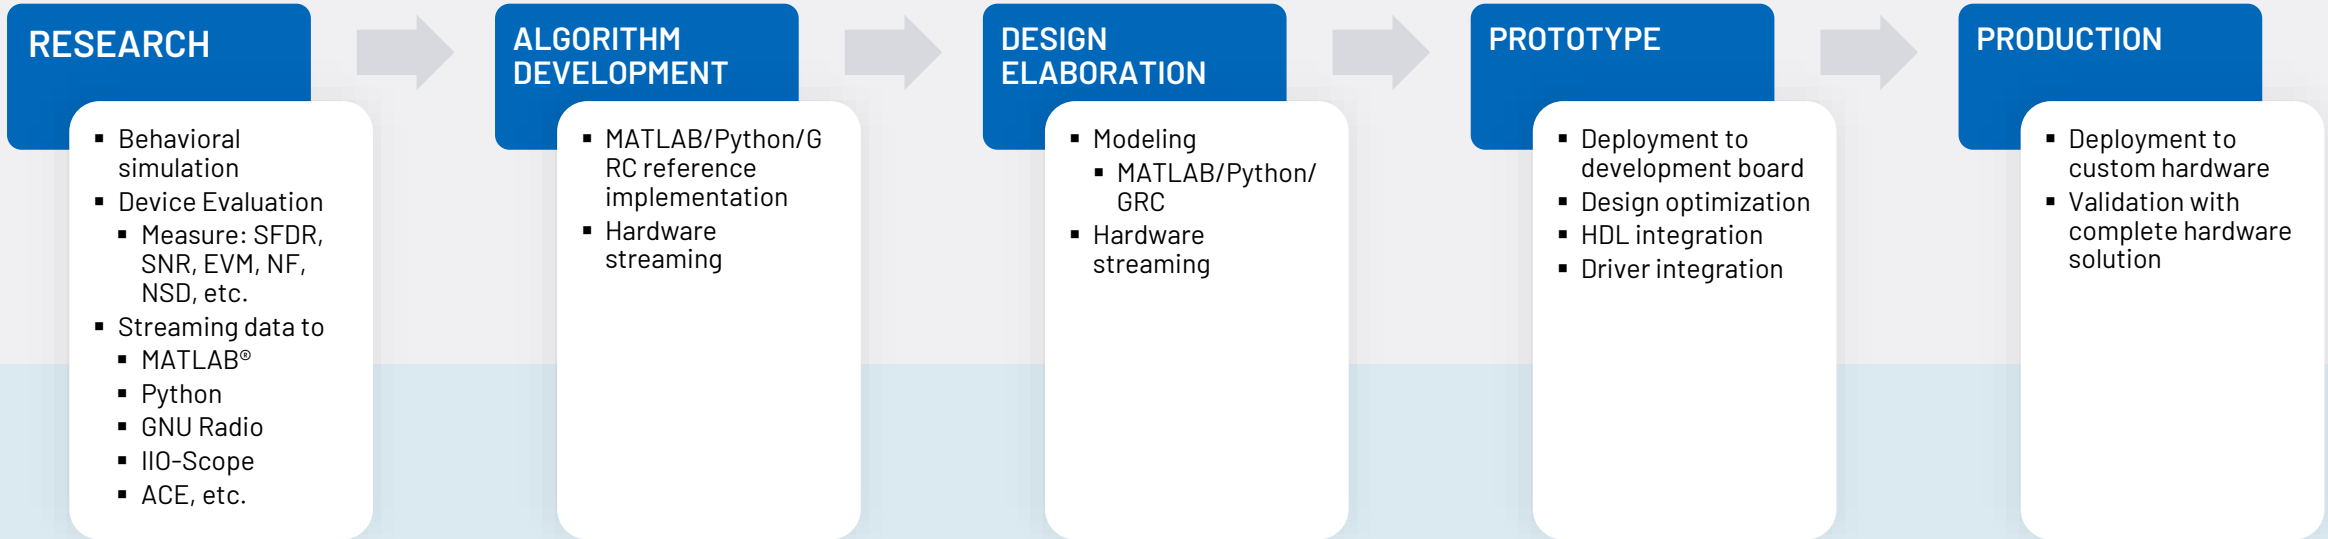 RESEARCH
▪ Behavioral
simulation
▪ Device Evaluation
▪ Measure: SFDR,
SNR, EVM, NF,
NSD, etc.
▪ Streaming data to
▪ MATLAB®
▪ Python
▪ GNU Radio
▪ IIO-Scope
▪ ACE, etc.
ALGORITHM
DEVELOPMENT
▪ MATLAB/Python/G
RC reference
implementation
▪ Hardware
streaming
DESIGN
ELABORATION
▪ Modeling
▪ MATLAB/Python/
GRC
▪ Hardware
streaming
PROTOTYPE
▪ Deployment to
development board
▪ Design optimization
▪ HDL integration
▪ Driver integration
PRODUCTION
▪ Deployment to
custom hardware
▪ Validation with
complete hardware
solution